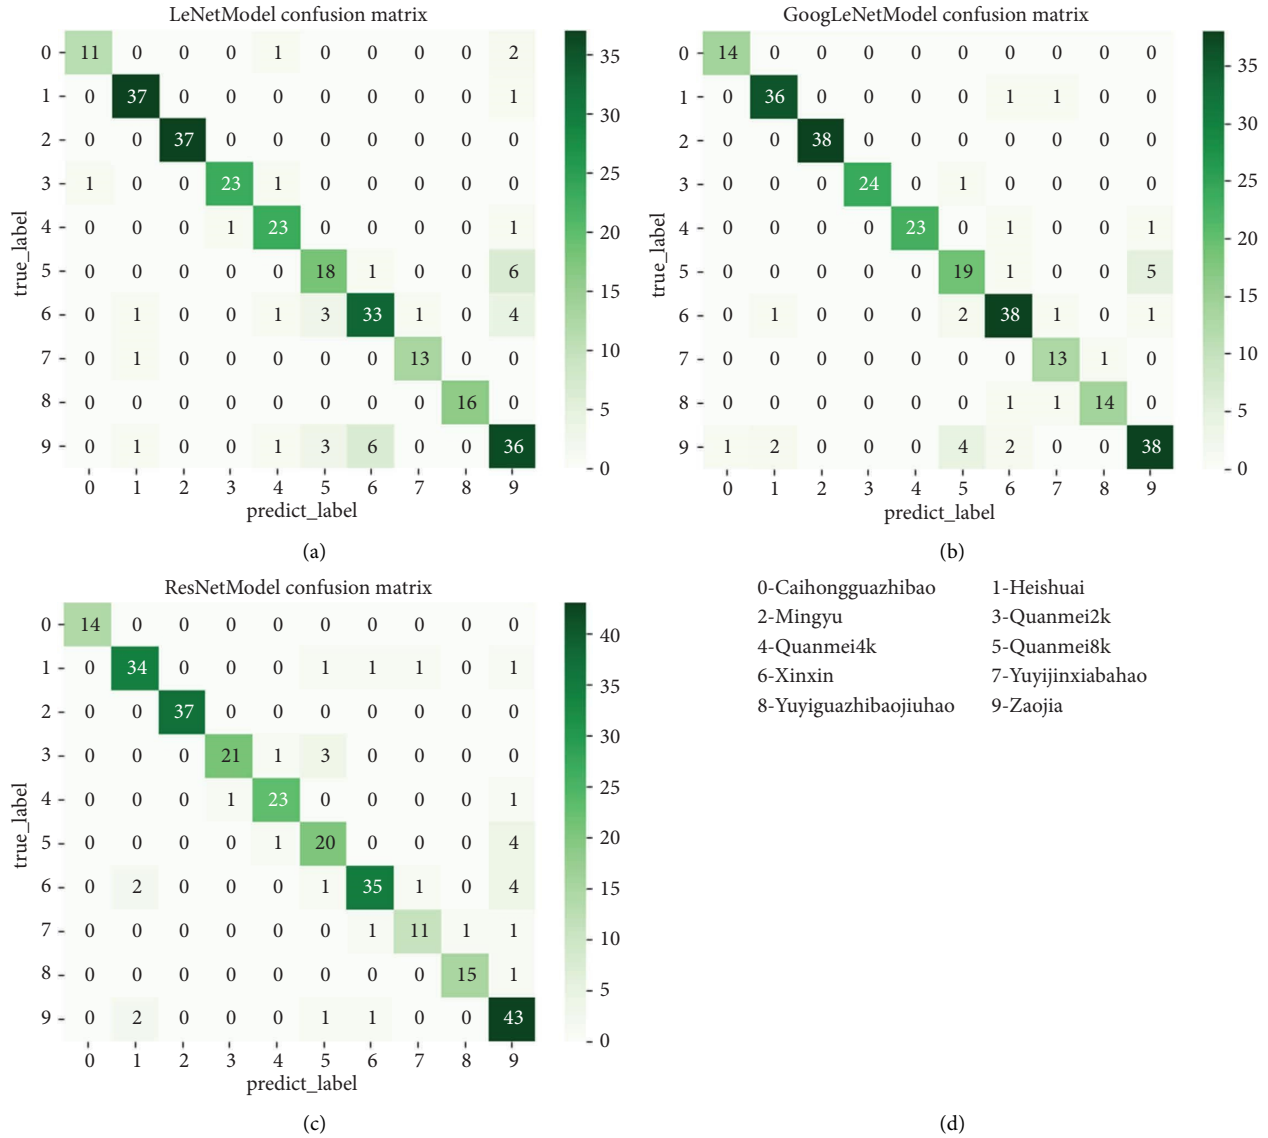 LeNetModel confusion matrix
0 11 0 0 0 1 0 0 0 0 2
1 0 37 0 0 0 0 0 0 0 1
2 0 0 37 0 0 0 0 0 0 0
3 1 0 0 23 1 0 0 0 0 0
4 0 0 0 1 23 0 0 0 0 1
5 0 0 0 0 0 18 1 0 0 6
6 0 1 0 0 1 3 33 1 0 4
7 0 1 0 0 0 0 0 13 0 0
8 0 0 0 0 0 0 0 0 16 0
9 0 1 0 0 1 3 6 0 0 36
0 1 2 3 4 5 6 7 8 9
predict_label
true_label
35
30
25
20
15
10
5
0
(a)
GoogLeNetModel confusion matrix
0 14 0 0 0 0 0 0 0 0 0
1 0 36 0 0 0 0 1 1 0 0
2 0 0 38 0 0 0 0 0 0 0
3 0 0 0 24 0 1 0 0 0 0
4 0 0 0 0 23 0 1 0 0 1
5 0 0 0 0 0 19 1 0 0 5
6 0 1 0 0 0 2 38 1 0 1
7 0 0 0 0 0 0 0 13 1 0
8 0 0 0 0 0 0 1 1 14 0
9 1 2 0 0 0 4 2 0 0 38
0 1 2 3 4 5 6 7 8 9
predict_label
true_label
35
30
25
20
15
10
5
0
(b)
ResNetModel confusion matrix
0 14 0 0 0 0 0 0 0 0 0
1 0 34 0 0 0 1 1 1 0 1
2 0 0 37 0 0 0 0 0 0 0
3 0 0 0 21 1 3 0 0 0 0
4 0 0 0 1 23 0 0 0 0 1
5 0 0 0 0 1 20 0 0 0 4
6 0 2 0 0 0 1 35 1 0 4
7 0 0 0 0 0 0 1 11 1 1
8 0 0 0 0 0 0 0 0 15 1
9 0 2 0 0 0 1 1 0 0 43
0 1 2 3 4 5 6 7 8 9
predict_label
true_label
40
35
30
25
20
15
10
5
0
(c)
0-Caihongguazhibao 1-Heishuai
2-Mingyu 3-Quanmei2k
4-Quanmei4k 5-Quanmei8k
6-Xinxin 7-Yuyijinxiabahao
8-Yuyiguazhibaojiuhao 9-Zaojia
(d)